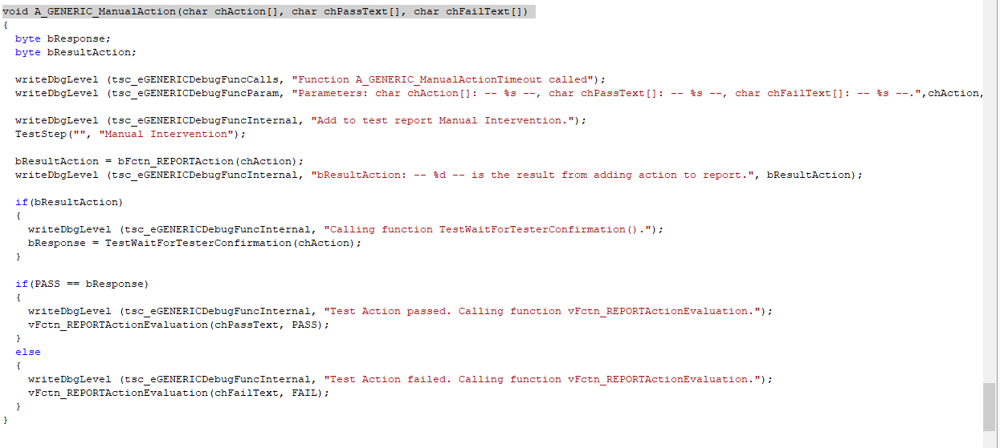 void A_GENERIC_ManualAction(char chAction[], char chPassText[], char chFailText[])
{
  byte bResponse;
  byte bResultAction;

  writeDbgLevel (tsc_eGENERICDebugFuncCalls, "Function A_GENERIC_ManualActionTimeout called");
  writeDbgLevel (tsc_eGENERICDebugFuncParam, "Parameters: char chAction[]: -- %s --, char chPassText[]: -- %s --, char chFailText[]: -- %s --.",chAction,

  writeDbgLevel (tsc_eGENERICDebugFuncInternal, "Add to test report Manual Intervention.");
  TestStep("", "Manual Intervention");

  bResultAction = bFctn_REPORTAction(chAction);
  writeDbgLevel (tsc_eGENERICDebugFuncInternal, "bResultAction: -- %d -- is the result from adding action to report.", bResultAction);

  if(bResultAction)
  {
    writeDbgLevel (tsc_eGENERICDebugFuncInternal, "Calling function TestWaitForTesterConfirmation().");
    bResponse = TestWaitForTesterConfirmation(chAction);
  }

  if(PASS == bResponse)
  {
    writeDbgLevel (tsc_eGENERICDebugFuncInternal, "Test Action passed. Calling function vFctn_REPORTActionEvaluation.");
    vFctn_REPORTActionEvaluation(chPassText, PASS);
  }
  else
  {
    writeDbgLevel (tsc_eGENERICDebugFuncInternal, "Test Action failed. Calling function vFctn_REPORTActionEvaluation.");
    vFctn_REPORTActionEvaluation(chFailText, FAIL);
  }
}